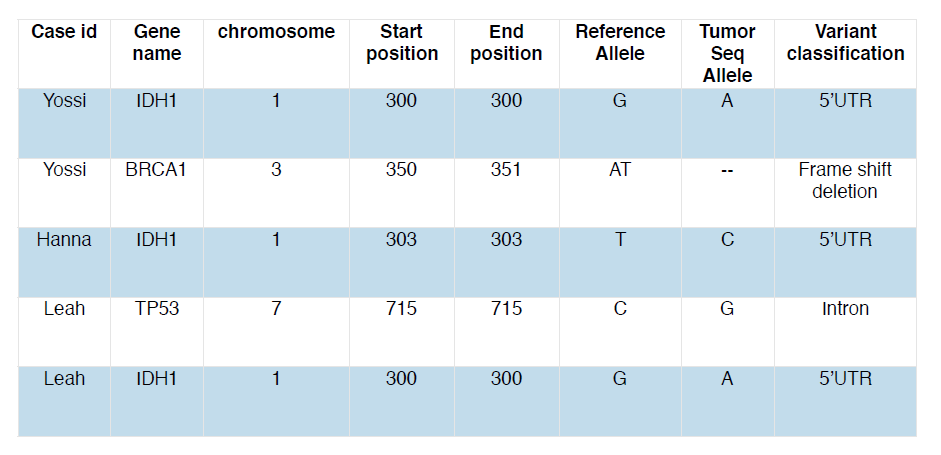 Case id Gene name chromosome Start position End position Reference Allele Tumor Seq Allele Variant classification
Yossi IDH1 1 300 300 G A 5’UTR
Yossi BRCA1 3 350 351 AT -- Frame shift deletion
Hanna IDH1 1 303 303 T C 5’UTR
Leah TP53 7 715 715 C G Intron
Leah IDH1 1 300 300 G A 5’UTR